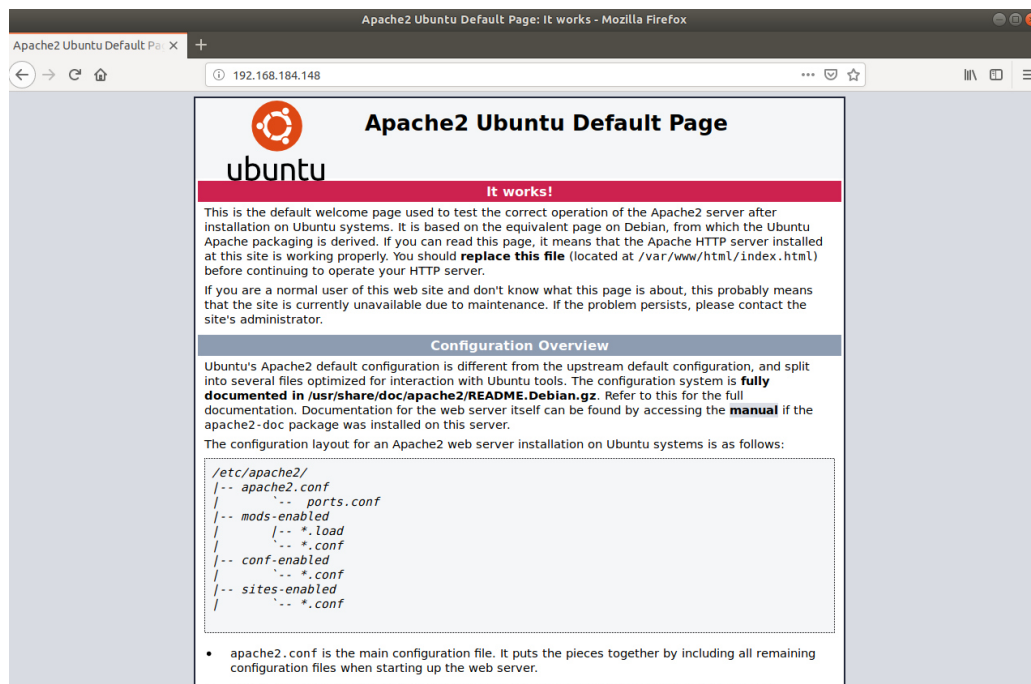 Apache2 Ubuntu Default Page: It works - Mozilla Firefox
Apache2 Ubuntu Default Pa
192.168.184.148
ubuntu
Apache2 Ubuntu Default Page
It works!
This is the default welcome page used to test the correct operation of the Apache2 server after
installation on Ubuntu systems. It is based on the equivalent page on Debian, from which the Ubuntu
Apache packaging is derived. If you can read this page, it means that the Apache HTTP server installed
at this site is working properly. You should replace this file (located at /var/www/html/index.html)
before continuing to operate your HTTP server.
If you are a normal user of this web site and don't know what this page is about, this probably means
that the site is currently unavailable due to maintenance. If the problem persists, please contact the
site's administrator.
Configuration Overview
Ubuntu's Apache2 default configuration is different from the upstream default configuration, and split
into several files optimized for interaction with Ubuntu tools. The configuration system is fully
documented in /usr/share/doc/apache2/README.Debian.gz. Refer to this for the full
documentation. Documentation for the web server itself can be found by accessing the manual if the
apache2-doc package was installed on this server.
The configuration layout for an Apache2 web server installation on Ubuntu systems is as follows:
/etc/apache2/
|-- apache2.conf
|       `--  ports.conf
|-- mods-enabled
|       |-- *.load
|       `-- *.conf
|-- conf-enabled
|       `-- *.conf
|-- sites-enabled
|       `-- *.conf
• apache2.conf is the main configuration file. It puts the pieces together by including all remaining
configuration files when starting up the web server.